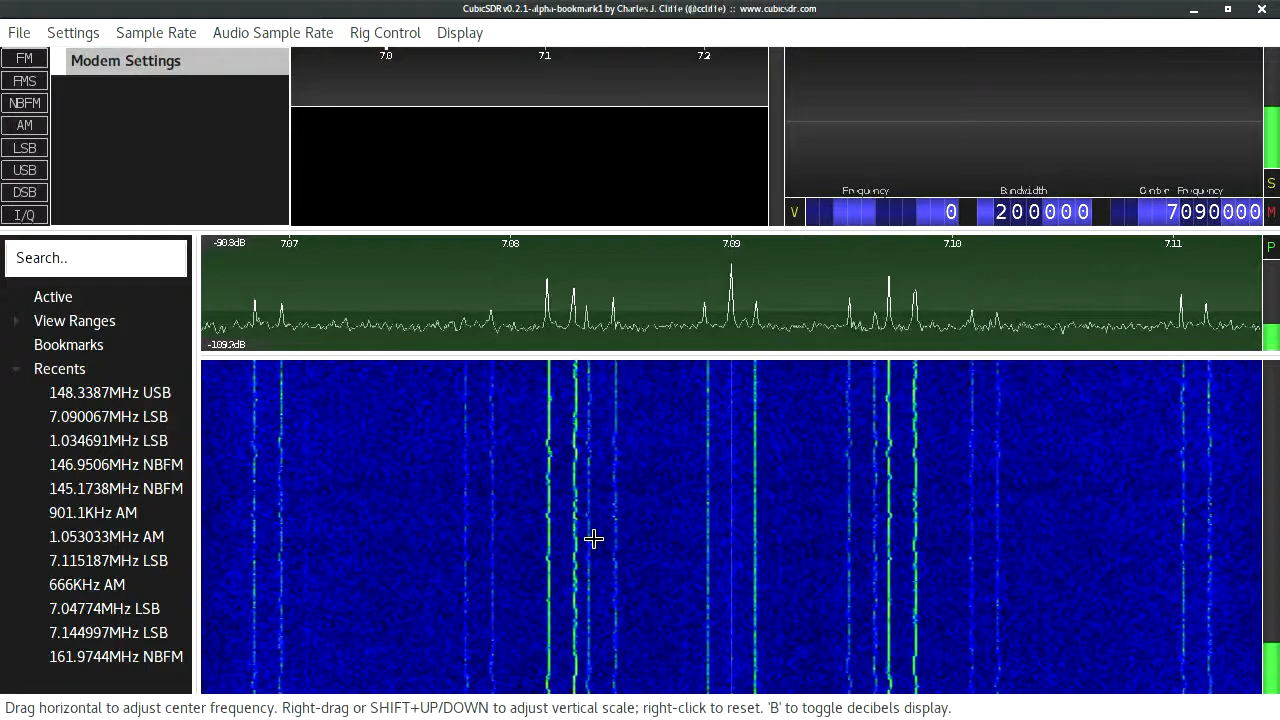 CubicSDR v0.2.1-alpha-bookmark1 by Charles J. Cliffe (@ccliffe)  ::  www.cubicsdr.com
File Settings Sample Rate Audio Sample Rate Rig Control Display
FM
FMS
NBFM
AM
LSB
USB
DSB
I/Q
Modem Settings
7.0 7.1 7.2
Frequency Bandwidth Center Frequency
V 0 200000 7090000 M
S
P
-90.8dB 7.07 7.08 7.09 7.10 7.11
-109.2dB
Search..
Active
View Ranges
Bookmarks
Recents
148.3387MHz USB
7.090067MHz LSB
1.034691MHz LSB
146.9506MHz NBFM
145.1738MHz NBFM
901.1KHz AM
1.053033MHz AM
7.115187MHz LSB
666KHz AM
7.04774MHz LSB
7.144997MHz LSB
161.9744MHz NBFM
Drag horizontal to adjust center frequency. Right-drag or SHIFT+UP/DOWN to adjust vertical scale; right-click to reset. 'B' to toggle decibels display.